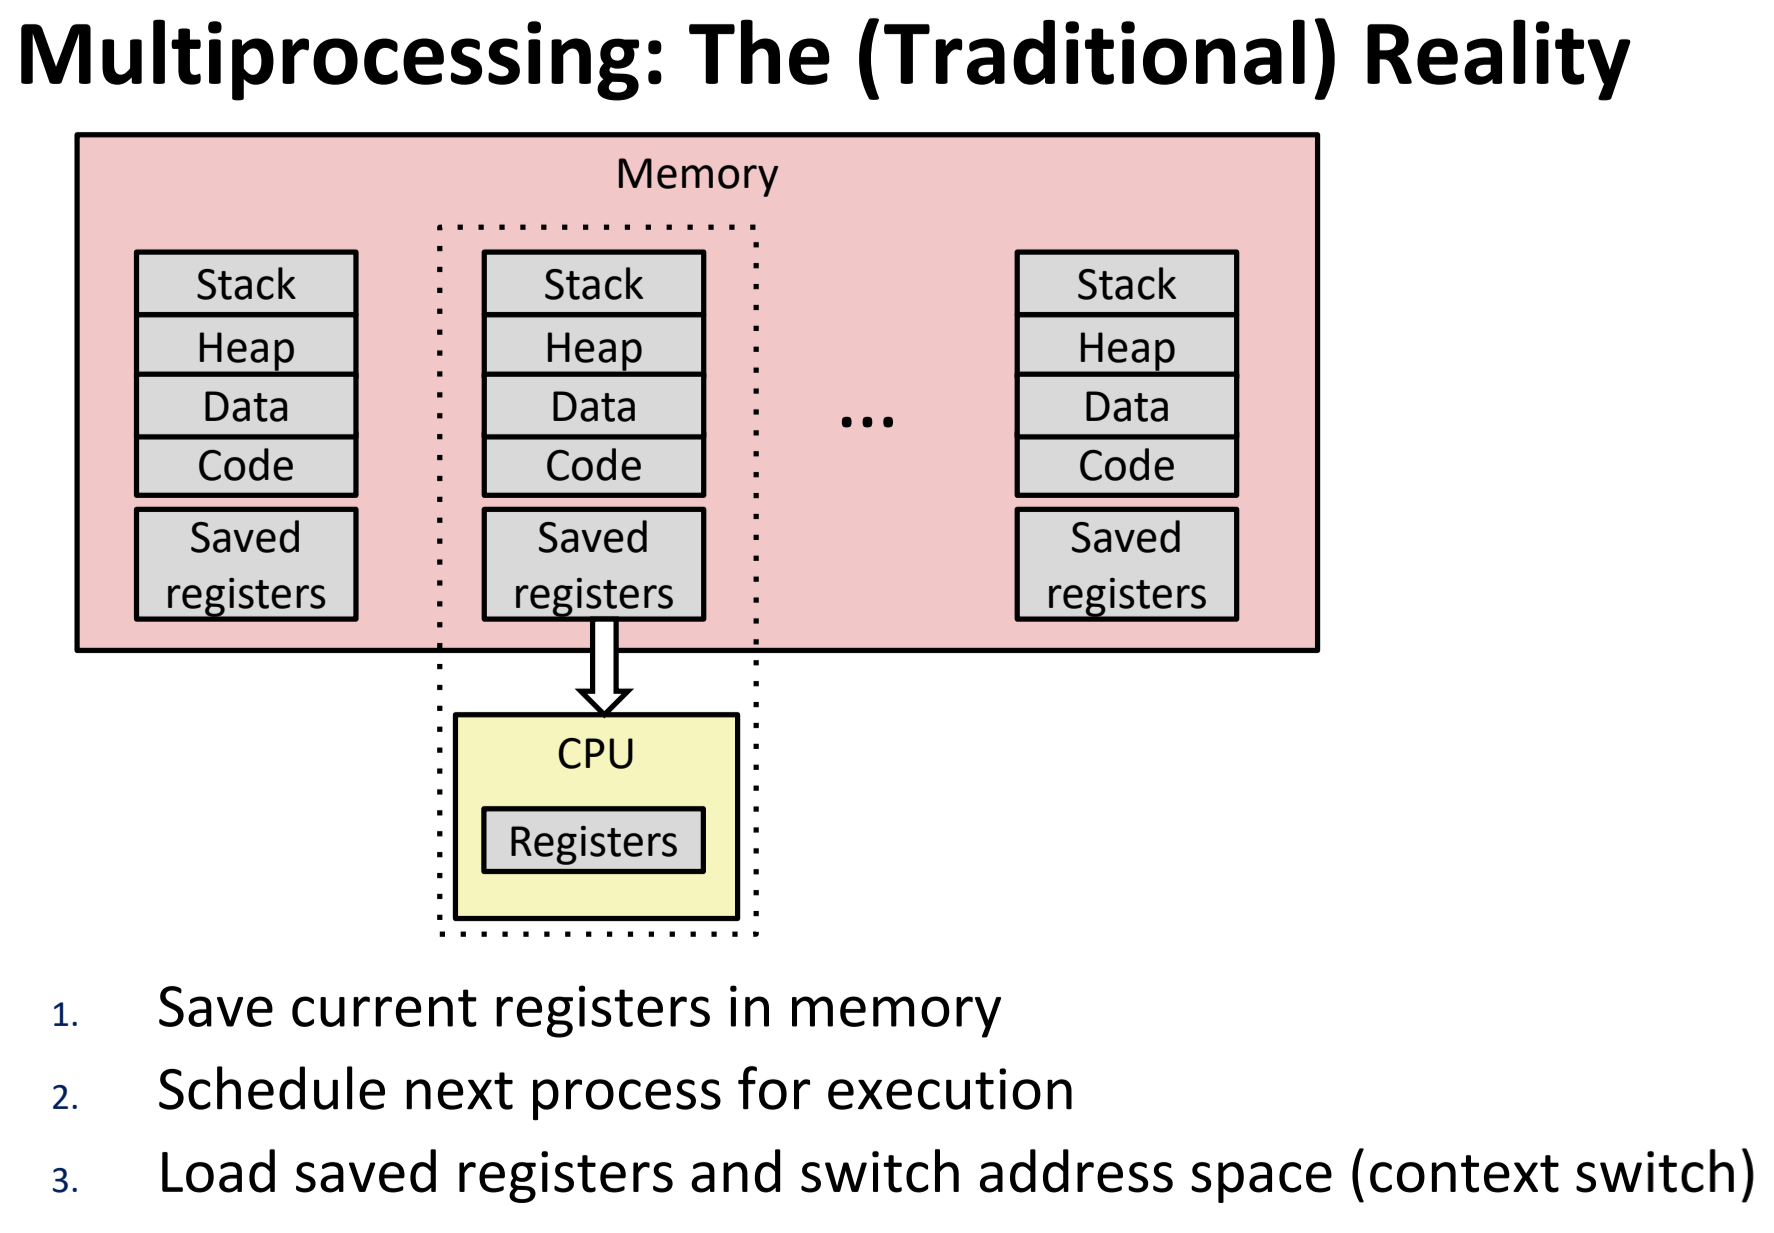 Multiprocessing: The (Traditional) Reality
Memory
Stack
Heap
Data
Code
Saved
registers
Stack
Heap
Data
Code
Saved
registers
...
Stack
Heap
Data
Code
Saved
registers
CPU
Registers
1. Save current registers in memory
2. Schedule next process for execution
3. Load saved registers and switch address space (context switch)